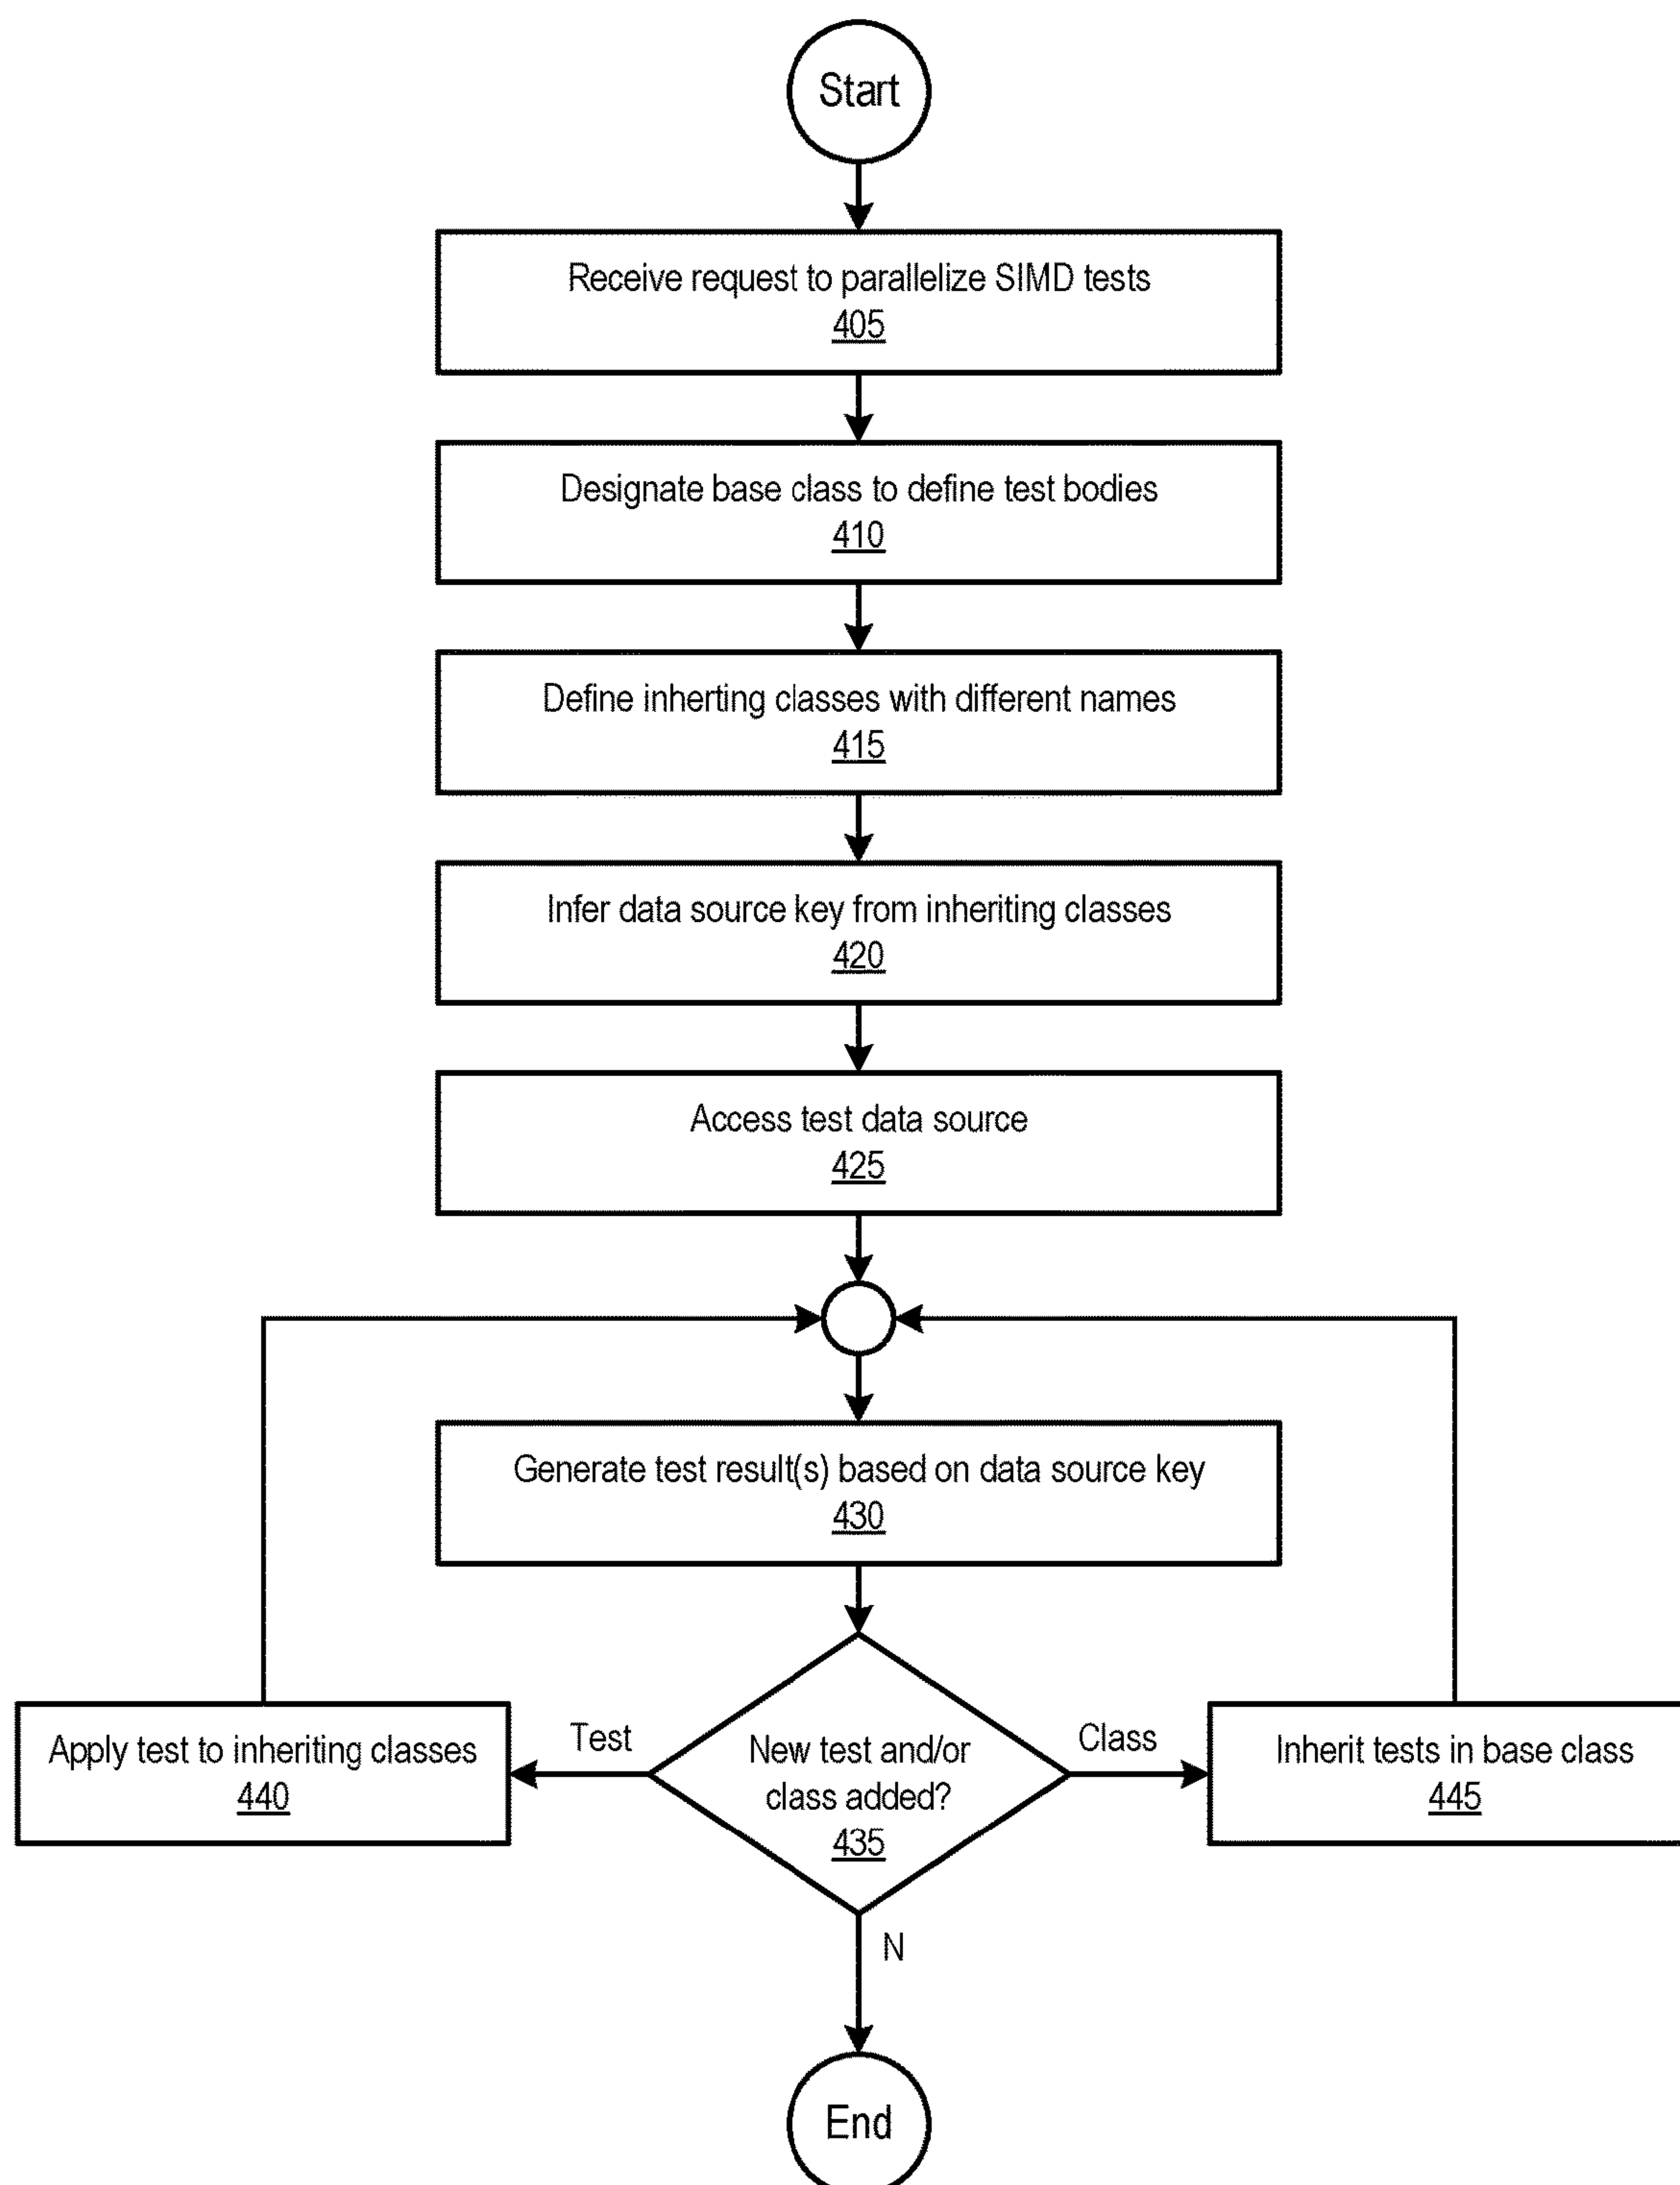 Start
Receive request to parallelize SIMD tests
405
Designate base class to define test bodies
410
Define inherting classes with different names
415
Infer data source key from inheriting classes
420
Access test data source
425
Generate test result(s) based on data source key
430
New test and/or
class added?
435
Test
Apply test to inheriting classes
440
Class
Inherit tests in base class
445
N
End